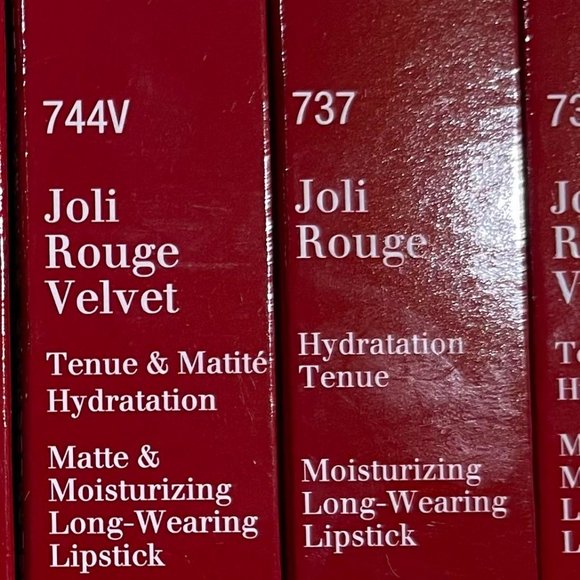 744V
Joli
Rouge
Velvet
Tenue & Matité
Hydratation
Matte &
Moisturizing
Long-Wearing
Lipstick
737
Joli
Rouge
Hydratation
Tenue
Moisturizing
Long-Wearing
Lipstick